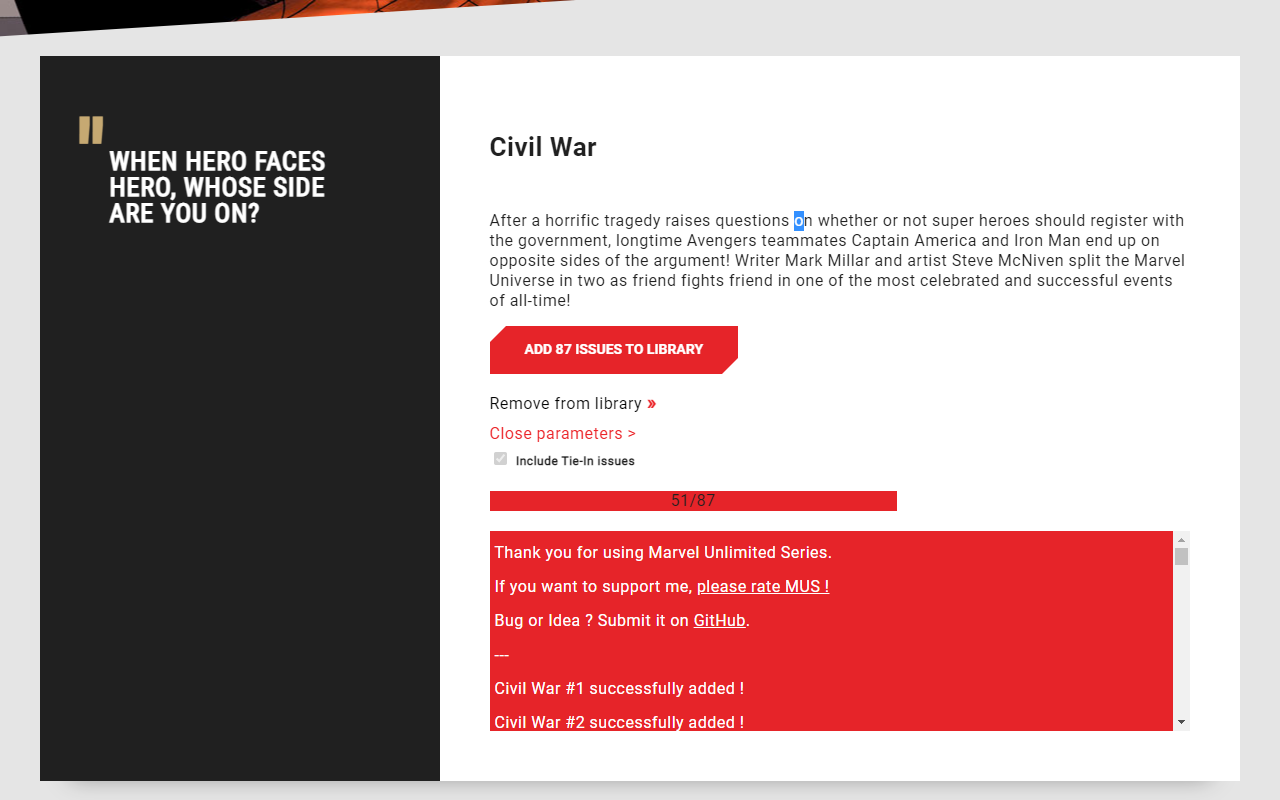 "
WHEN HERO FACES
HERO, WHOSE SIDE
ARE YOU ON?
Civil War
After a horrific tragedy raises questions on whether or not super heroes should register with
the government, longtime Avengers teammates Captain America and Iron Man end up on
opposite sides of the argument! Writer Mark Millar and artist Steve McNiven split the Marvel
Universe in two as friend fights friend in one of the most celebrated and successful events
of all-time!
ADD 87 ISSUES TO LIBRARY
Remove from library »
Close parameters >
Include Tie-In issues
51/87
Thank you for using Marvel Unlimited Series.
If you want to support me, please rate MUS !
Bug or Idea ? Submit it on GitHub.
---
Civil War #1 successfully added !
Civil War #2 successfully added !